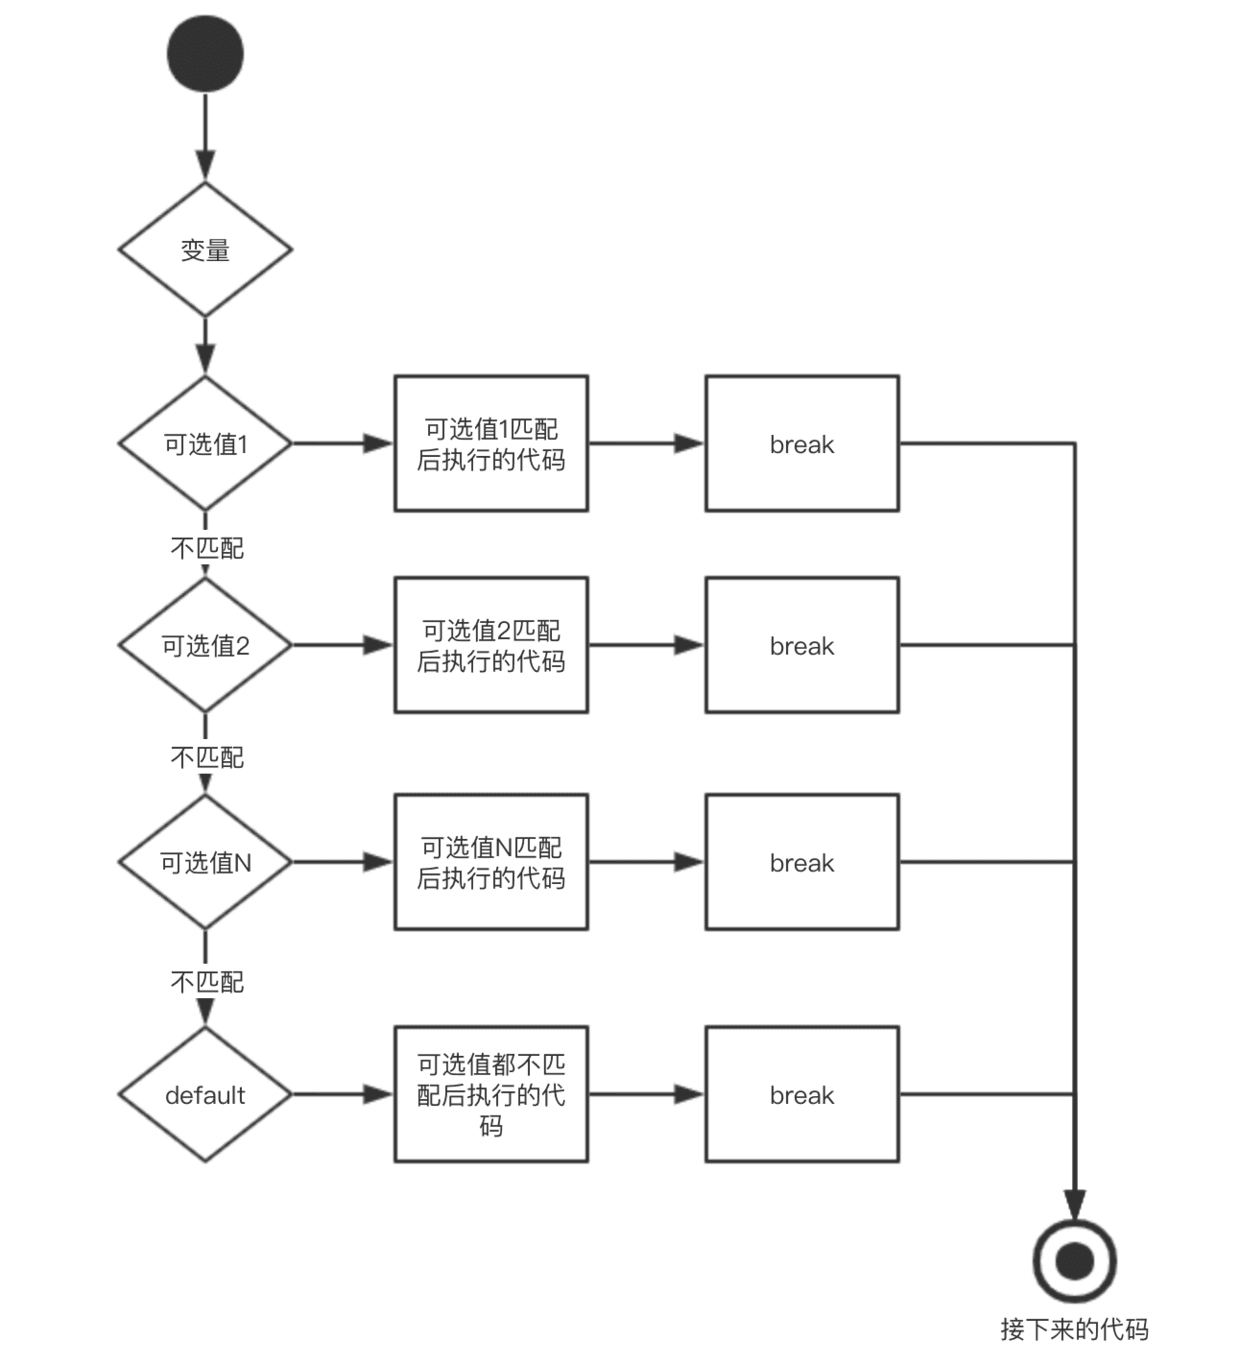 变量
可选值1
可选值1匹配
后执行的代码
break
不匹配
可选值2
可选值2匹配
后执行的代码
break
不匹配
可选值N
可选值N匹配
后执行的代码
break
不匹配
default
可选值都不匹
配后执行的代
码
break
接下来的代码